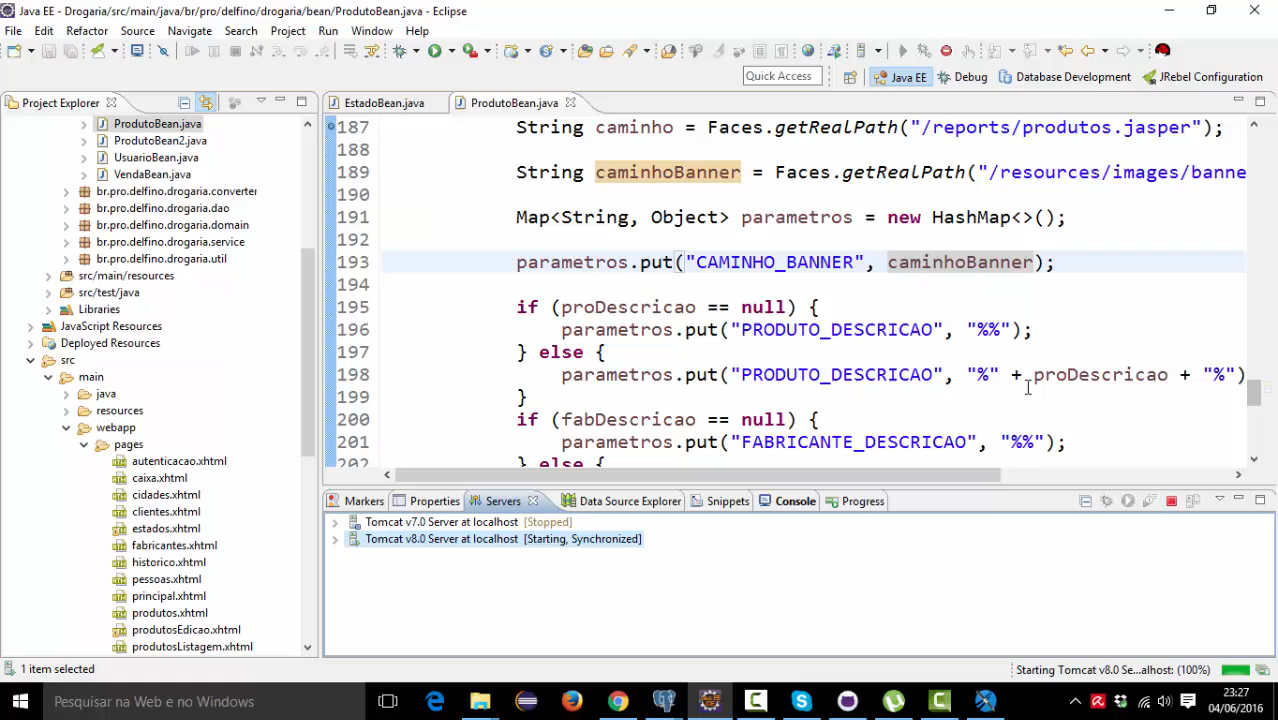 Java EE - Drogaria/src/main/java/br/pro/delfino/drogaria/bean/ProdutoBean.java - Eclipse
File Edit Refactor Source Navigate Search Project Run Window Help
Quick Access Java EE Debug Database Development JRebel Configuration
Project Explorer
ProdutoBean.java
ProdutoBean2.java
UsuarioBean.java
VendaBean.java
br.pro.delfino.drogaria.converter
br.pro.delfino.drogaria.dao
br.pro.delfino.drogaria.domain
br.pro.delfino.drogaria.service
br.pro.delfino.drogaria.util
src/main/resources
src/test/java
Libraries
JavaScript Resources
Deployed Resources
src
main
java
resources
webapp
pages
autenticacao.xhtml
caixa.xhtml
cidades.xhtml
clientes.xhtml
estados.xhtml
fabricantes.xhtml
historico.xhtml
pessoas.xhtml
principal.xhtml
produtos.xhtml
produtosEdicao.xhtml
produtosListagem.xhtml
EstadoBean.java ProdutoBean.java
187 String caminho = Faces.getRealPath("/reports/produtos.jasper");
188
189 String caminhoBanner = Faces.getRealPath("/resources/images/banne
190
191 Map<String, Object> parametros = new HashMap<>();
192
193 parametros.put("CAMINHO_BANNER", caminhoBanner);
194
195 if (proDescricao == null) {
196 parametros.put("PRODUTO_DESCRICAO", "%%");
197 } else {
198 parametros.put("PRODUTO_DESCRICAO", "%" + proDescricao + "%")
199 }
200 if (fabDescricao == null) {
201 parametros.put("FABRICANTE_DESCRICAO", "%%");
202 } else {
Markers Properties Servers Data Source Explorer Snippets Console Progress
Tomcat v7.0 Server at localhost [Stopped]
Tomcat v8.0 Server at localhost [Starting, Synchronized]
1 item selected
Starting Tomcat v8.0 Se...alhost: (100%)
Pesquisar na Web e no Windows
23:27
04/06/2016